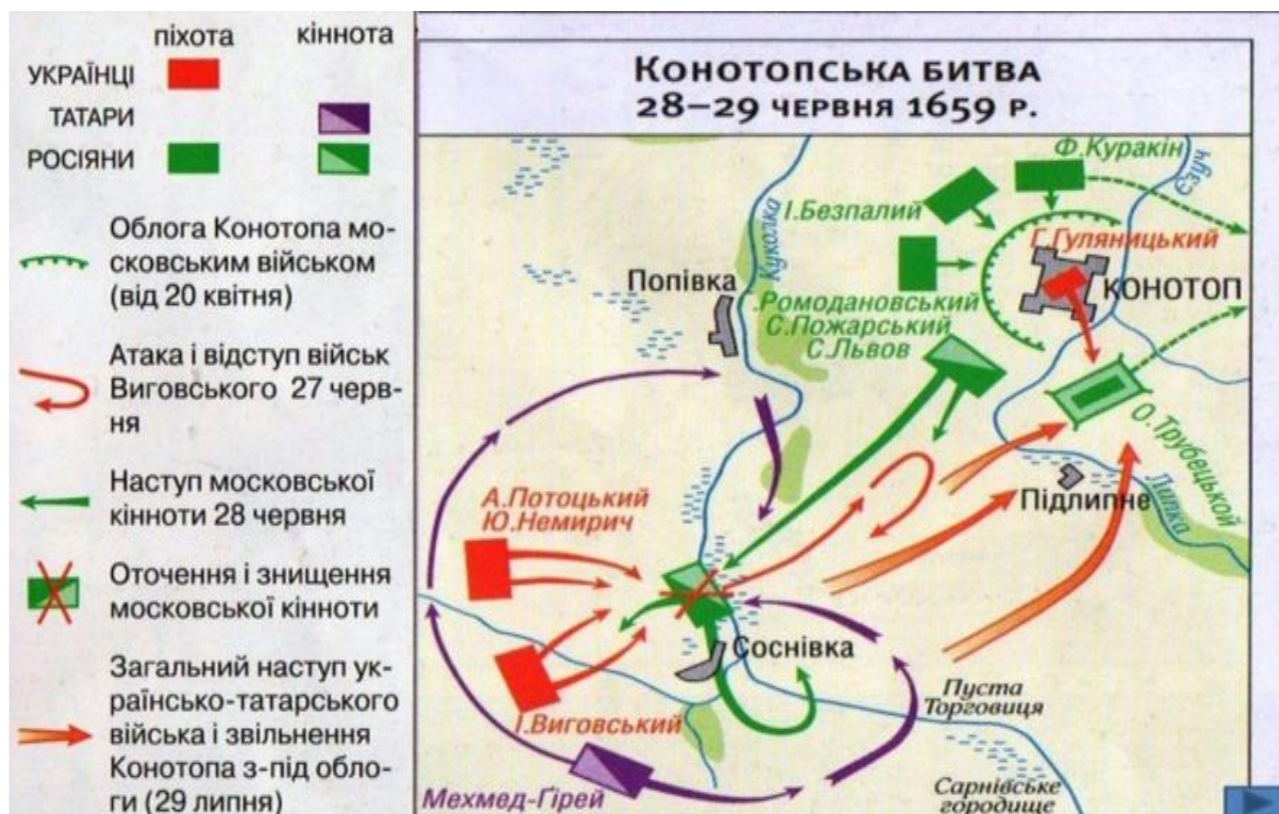 піхота кіннота
УКРАЇНЦІ
ТАТАРИ
РОСІЯНИ
Облога Конотопа мо-
сковським військом
(від 20 квітня)
Атака і відступ військ
Виговського 27 черв-
ня
Наступ московської
кінноти 28 червня
Оточення і знищення
московської кінноти
Загальний наступ ук-
раїнсько-татарського
війська і звільнення
Конотопа з-під обло-
ги (29 липня)
КОНОТОПСЬКА БИТВА
28–29 ЧЕРВНЯ 1659 Р.
Ф.Куракін
Єзуч
І.Безпалий
Куколка
Г.Гуляницький
Попівка
КОНОТОП
.Ромодановський
С.Пожарський
С.Львов
О.Трубецькой
А.Потоцький
Ю.Немирич
Підлипне
Липка
Соснівка
Пуста
Торговиця
І.Виговський
Мехмед-Ґірей
Сарнівське
городище